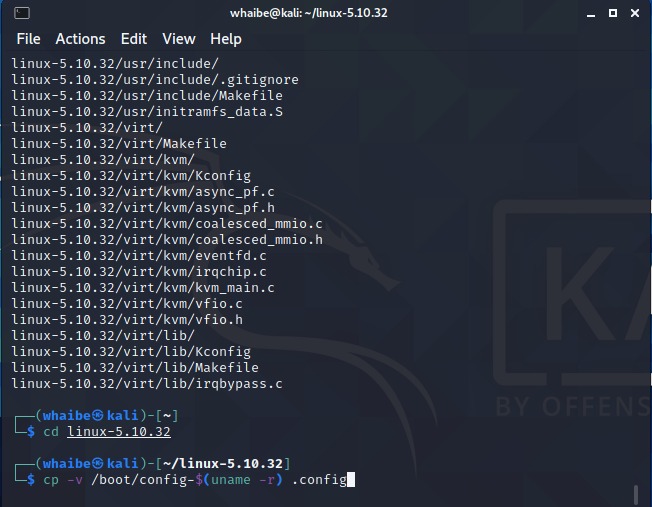 whaibe@kali: ~/linux-5.10.32
File Actions Edit View Help
linux-5.10.32/usr/include/
linux-5.10.32/usr/include/.gitignore
linux-5.10.32/usr/include/Makefile
linux-5.10.32/usr/initramfs_data.S
linux-5.10.32/virt/
linux-5.10.32/virt/Makefile
linux-5.10.32/virt/kvm/
linux-5.10.32/virt/kvm/Kconfig
linux-5.10.32/virt/kvm/async_pf.c
linux-5.10.32/virt/kvm/async_pf.h
linux-5.10.32/virt/kvm/coalesced_mmio.c
linux-5.10.32/virt/kvm/coalesced_mmio.h
linux-5.10.32/virt/kvm/eventfd.c
linux-5.10.32/virt/kvm/irqchip.c
linux-5.10.32/virt/kvm/kvm_main.c
linux-5.10.32/virt/kvm/vfio.c
linux-5.10.32/virt/kvm/vfio.h
linux-5.10.32/virt/lib/
linux-5.10.32/virt/lib/Kconfig
linux-5.10.32/virt/lib/Makefile
linux-5.10.32/virt/lib/irqbypass.c
┌──(whaibe㉿kali)-[~]
└─$ cd linux-5.10.32
┌──(whaibe㉿kali)-[~/linux-5.10.32]
└─$ cp -v /boot/config-$(uname -r) .config
KA
BY OFFENS